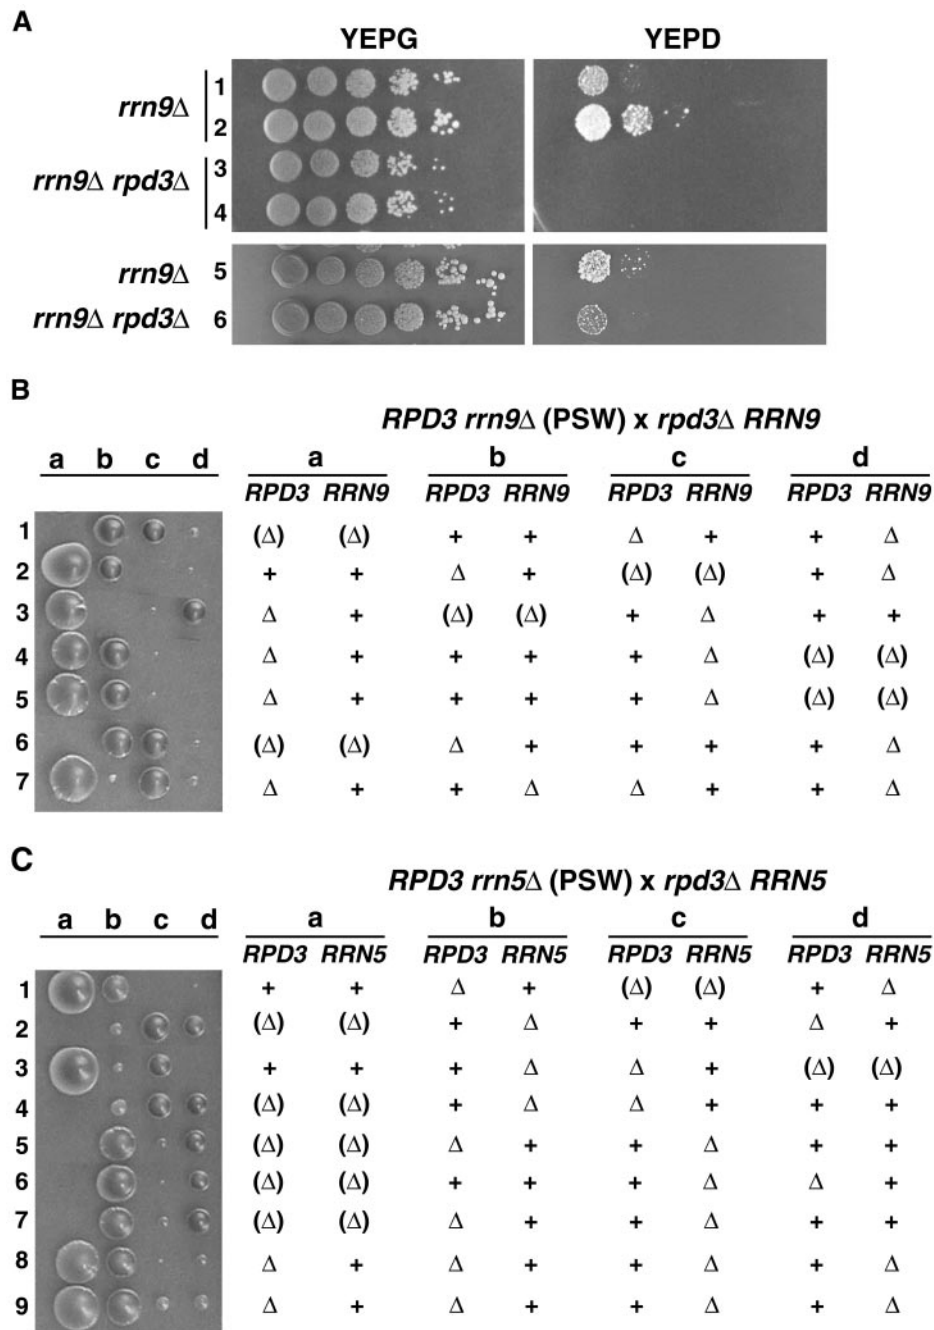 A
YEPG YEPD
rrn9Δ
1
2
rrn9Δ rpd3Δ
3
4
rrn9Δ 5
rrn9Δ rpd3Δ 6
B
RPD3 rrn9Δ (PSW) x rpd3Δ RRN9
a b c d a b c d
RPD3 RRN9 RPD3 RRN9 RPD3 RRN9 RPD3 RRN9
1 (Δ) (Δ) + + Δ + + Δ
2 + + Δ + (Δ) (Δ) + Δ
3 Δ + (Δ) (Δ) + Δ + +
4 Δ + + + + Δ (Δ) (Δ)
5 Δ + + + + Δ (Δ) (Δ)
6 (Δ) (Δ) Δ + + + + Δ
7 Δ + + Δ Δ + + Δ
C
RPD3 rrn5Δ (PSW) x rpd3Δ RRN5
a b c d a b c d
RPD3 RRN5 RPD3 RRN5 RPD3 RRN5 RPD3 RRN5
1 + + Δ + (Δ) (Δ) + Δ
2 (Δ) (Δ) + Δ + + Δ +
3 + + + Δ Δ + (Δ) (Δ)
4 (Δ) (Δ) + Δ Δ + + +
5 (Δ) (Δ) Δ + + Δ + +
6 (Δ) (Δ) + + + Δ Δ +
7 (Δ) (Δ) Δ + + Δ + +
8 Δ + Δ + + Δ + Δ
9 Δ + Δ + + Δ + Δ